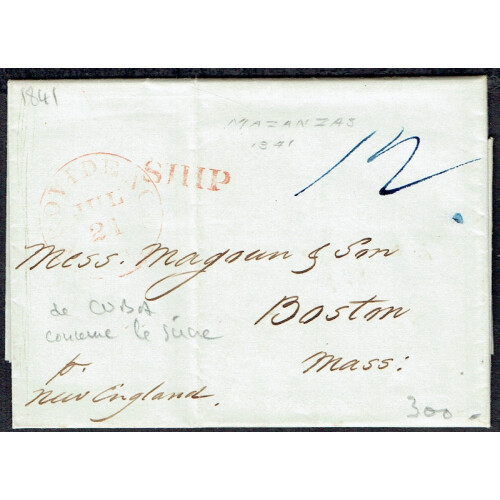 1841
MATANZAS
1841
12
PROVIDENCE
JUL
21
SHIP
Mess. Magoun & Son
Boston
Mass:
de CUBA
concerne le sucre
p.
New England.
300-